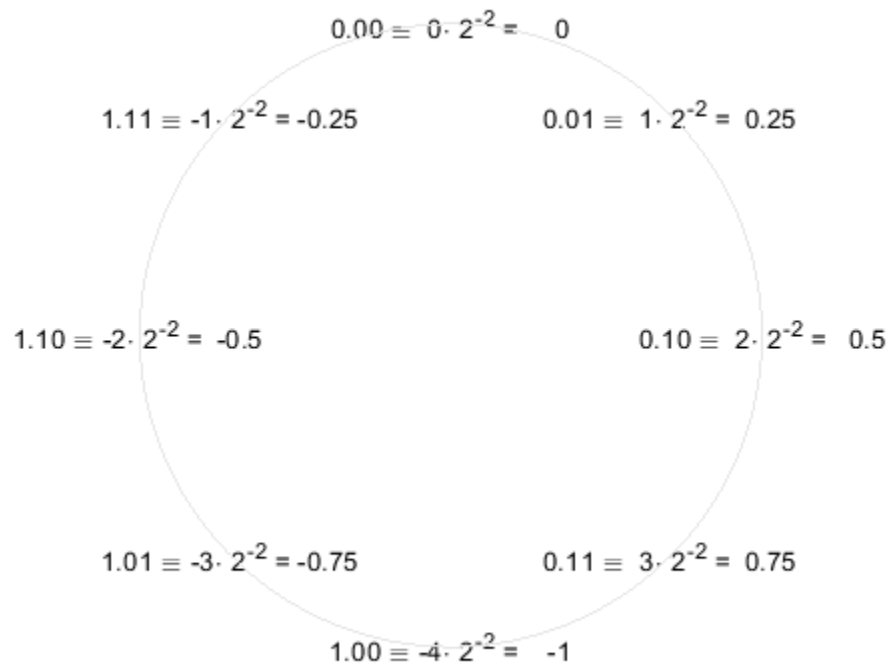 0.00 ≡ 0· 2⁻² = 0
1.11 ≡ -1· 2⁻² = -0.25
0.01 ≡ 1· 2⁻² = 0.25
1.10 ≡ -2· 2⁻² = -0.5
0.10 ≡ 2· 2⁻² = 0.5
1.01 ≡ -3· 2⁻² = -0.75
0.11 ≡ 3· 2⁻² = 0.75
1.00 ≡ -4· 2⁻² = -1